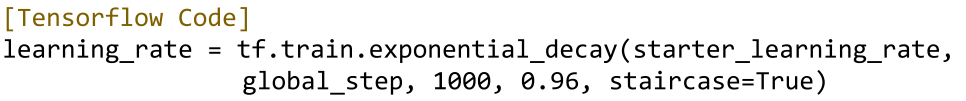 [Tensorflow Code]
learning_rate = tf.train.exponential_decay(starter_learning_rate,
global_step, 1000, 0.96, staircase=True)